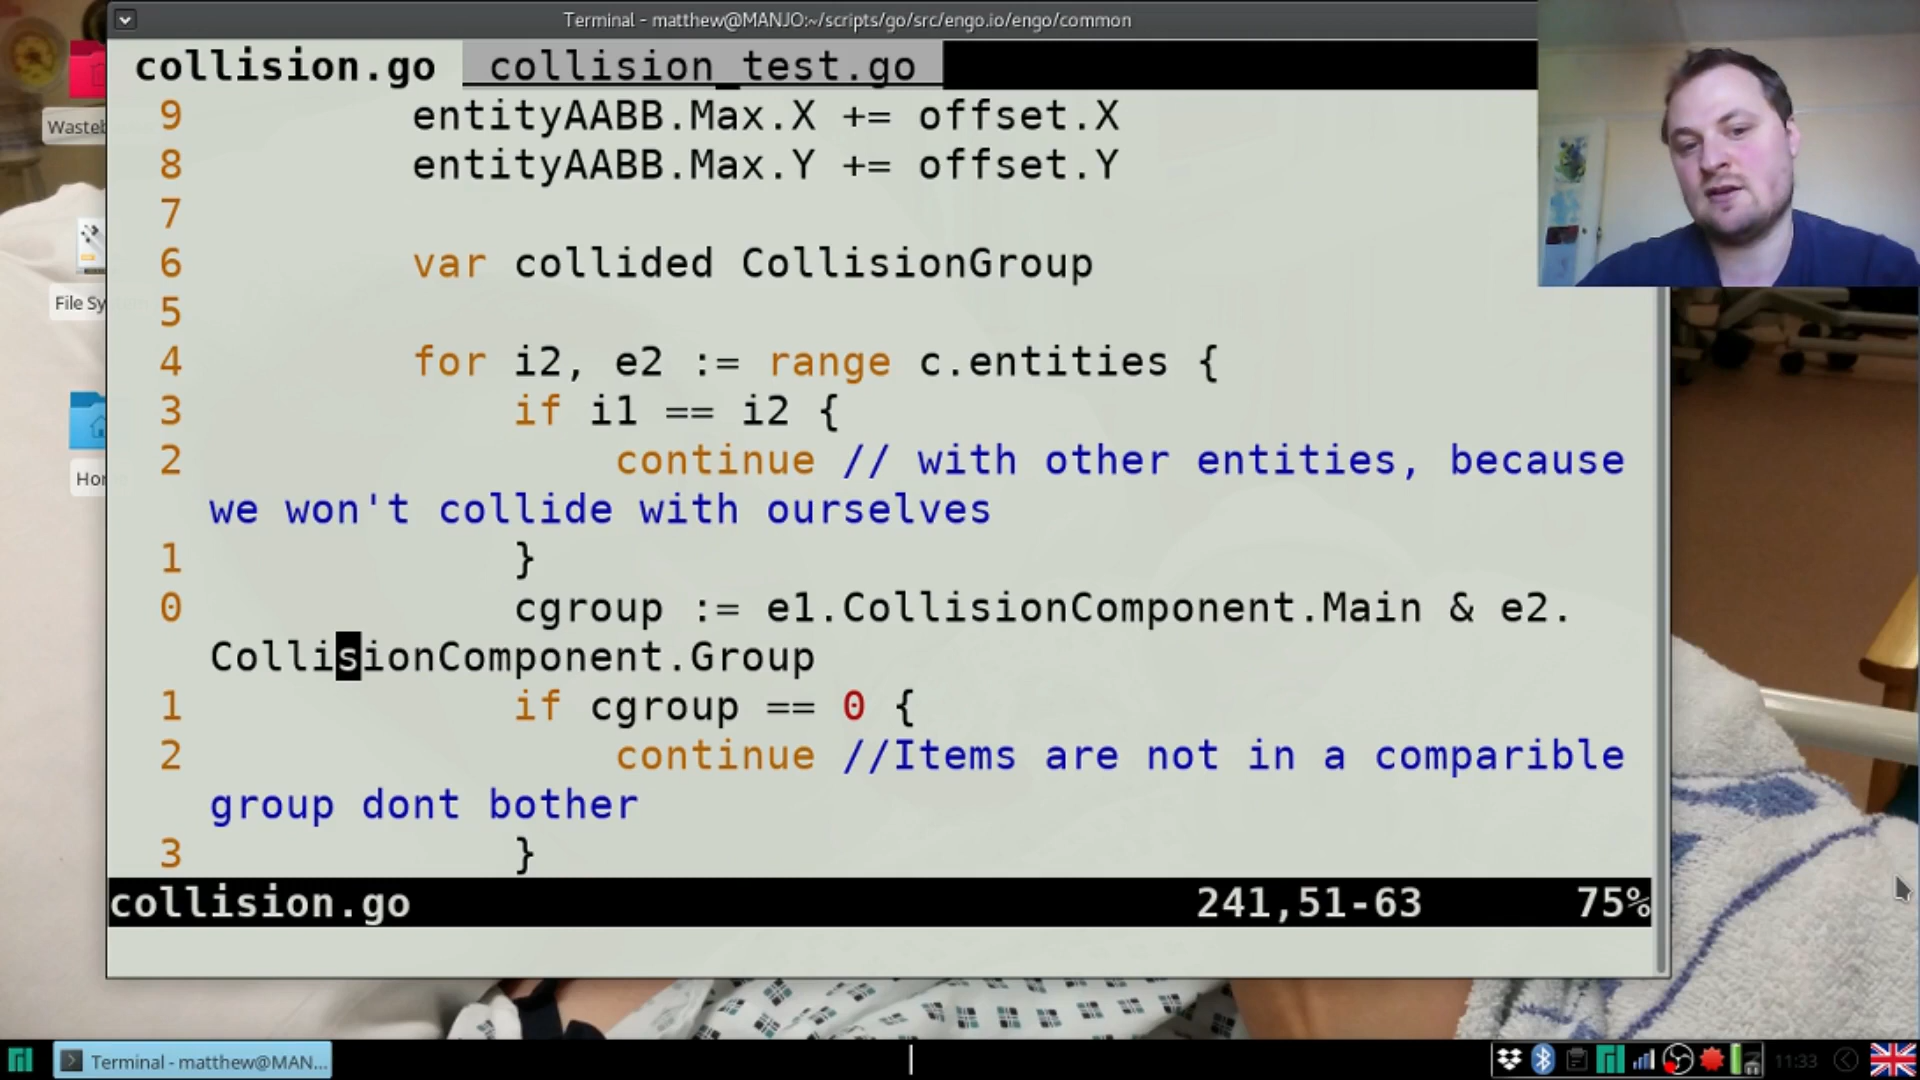 Terminal - matthew@MANJO:~/scripts/go/src/engo.io/engo/common
collision.go collision_test.go
9 entityAABB.Max.X += offset.X
8 entityAABB.Max.Y += offset.Y
7
6 var collided CollisionGroup
5
4 for i2, e2 := range c.entities {
3 if i1 == i2 {
2 continue // with other entities, because
we won't collide with ourselves
1 }
0 cgroup := e1.CollisionComponent.Main & e2.
CollisionComponent.Group
1 if cgroup == 0 {
2 continue //Items are not in a comparible
group dont bother
3 }
collision.go 241,51-63 75%
File Sy
Terminal - matthew@MAN...
11:33